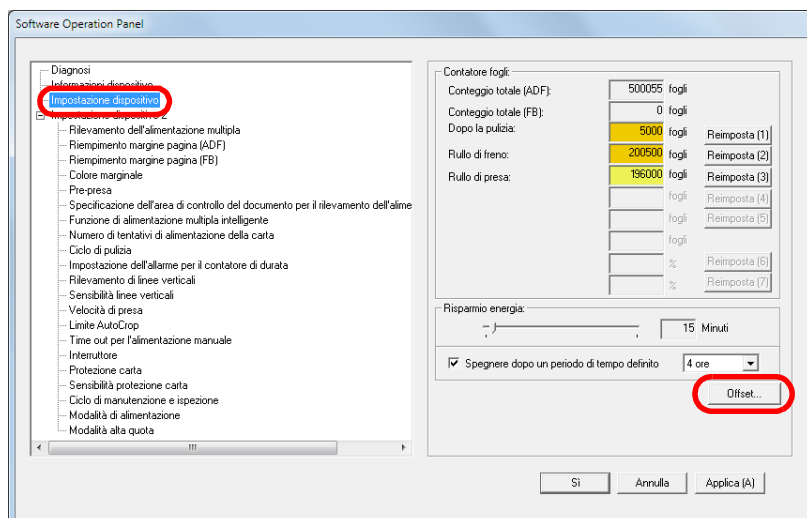 Software Operation Panel
Diagnosi
Informazioni dispositivo
Impostazione dispositivo
Impostazione dispositivo 2
Rilevamento dell'alimentazione multipla
Riempimento margine pagina (ADF)
Riempimento margine pagina (FB)
Colore marginale
Pre-presa
Specificazione dell'area di controllo del documento per il rilevamento dell'alime
Funzione di alimentazione multipla intelligente
Numero di tentativi di alimentazione della carta
Ciclo di pulizia
Impostazione dell'allarme per il contatore di durata
Rilevamento di linee verticali
Sensibilità linee verticali
Velocità di presa
Limite AutoCrop
Time out per l'alimentazione manuale
Interruttore
Protezione carta
Sensibilità protezione carta
Ciclo di manutenzione e ispezione
Modalità di alimentazione
Modalità alta quota
Contatore fogli:
Conteggio totale (ADF): 500055 fogli
Conteggio totale (FB): 0 fogli
Dopo la pulizia: 5000 fogli Reimposta (1)
Rullo di freno: 200500 fogli Reimposta (2)
Rullo di presa: 196000 fogli Reimposta (3)
fogli Reimposta (4)
fogli Reimposta (5)
fogli
% Reimposta (6)
% Reimposta (7)
Risparmio energia:
15 Minuti
Spegnere dopo un periodo di tempo definito 4 ore
Offset...
Sì Annulla Applica (A)